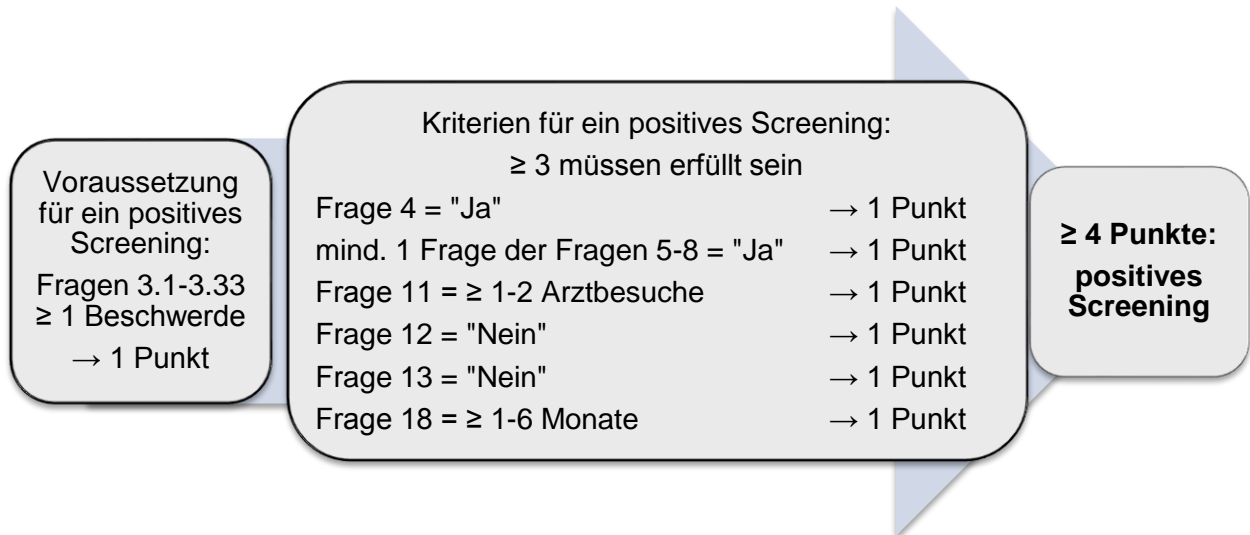 Voraussetzung
für ein positives
Screening:
Fragen 3.1-3.33
≥ 1 Beschwerde
→ 1 Punkt
Kriterien für ein positives Screening:
≥ 3 müssen erfüllt sein
Frage 4 = "Ja" → 1 Punkt
mind. 1 Frage der Fragen 5-8 = "Ja" → 1 Punkt
Frage 11 = ≥ 1-2 Arztbesuche → 1 Punkt
Frage 12 = "Nein" → 1 Punkt
Frage 13 = "Nein" → 1 Punkt
Frage 18 = ≥ 1-6 Monate → 1 Punkt
≥ 4 Punkte:
positives
Screening